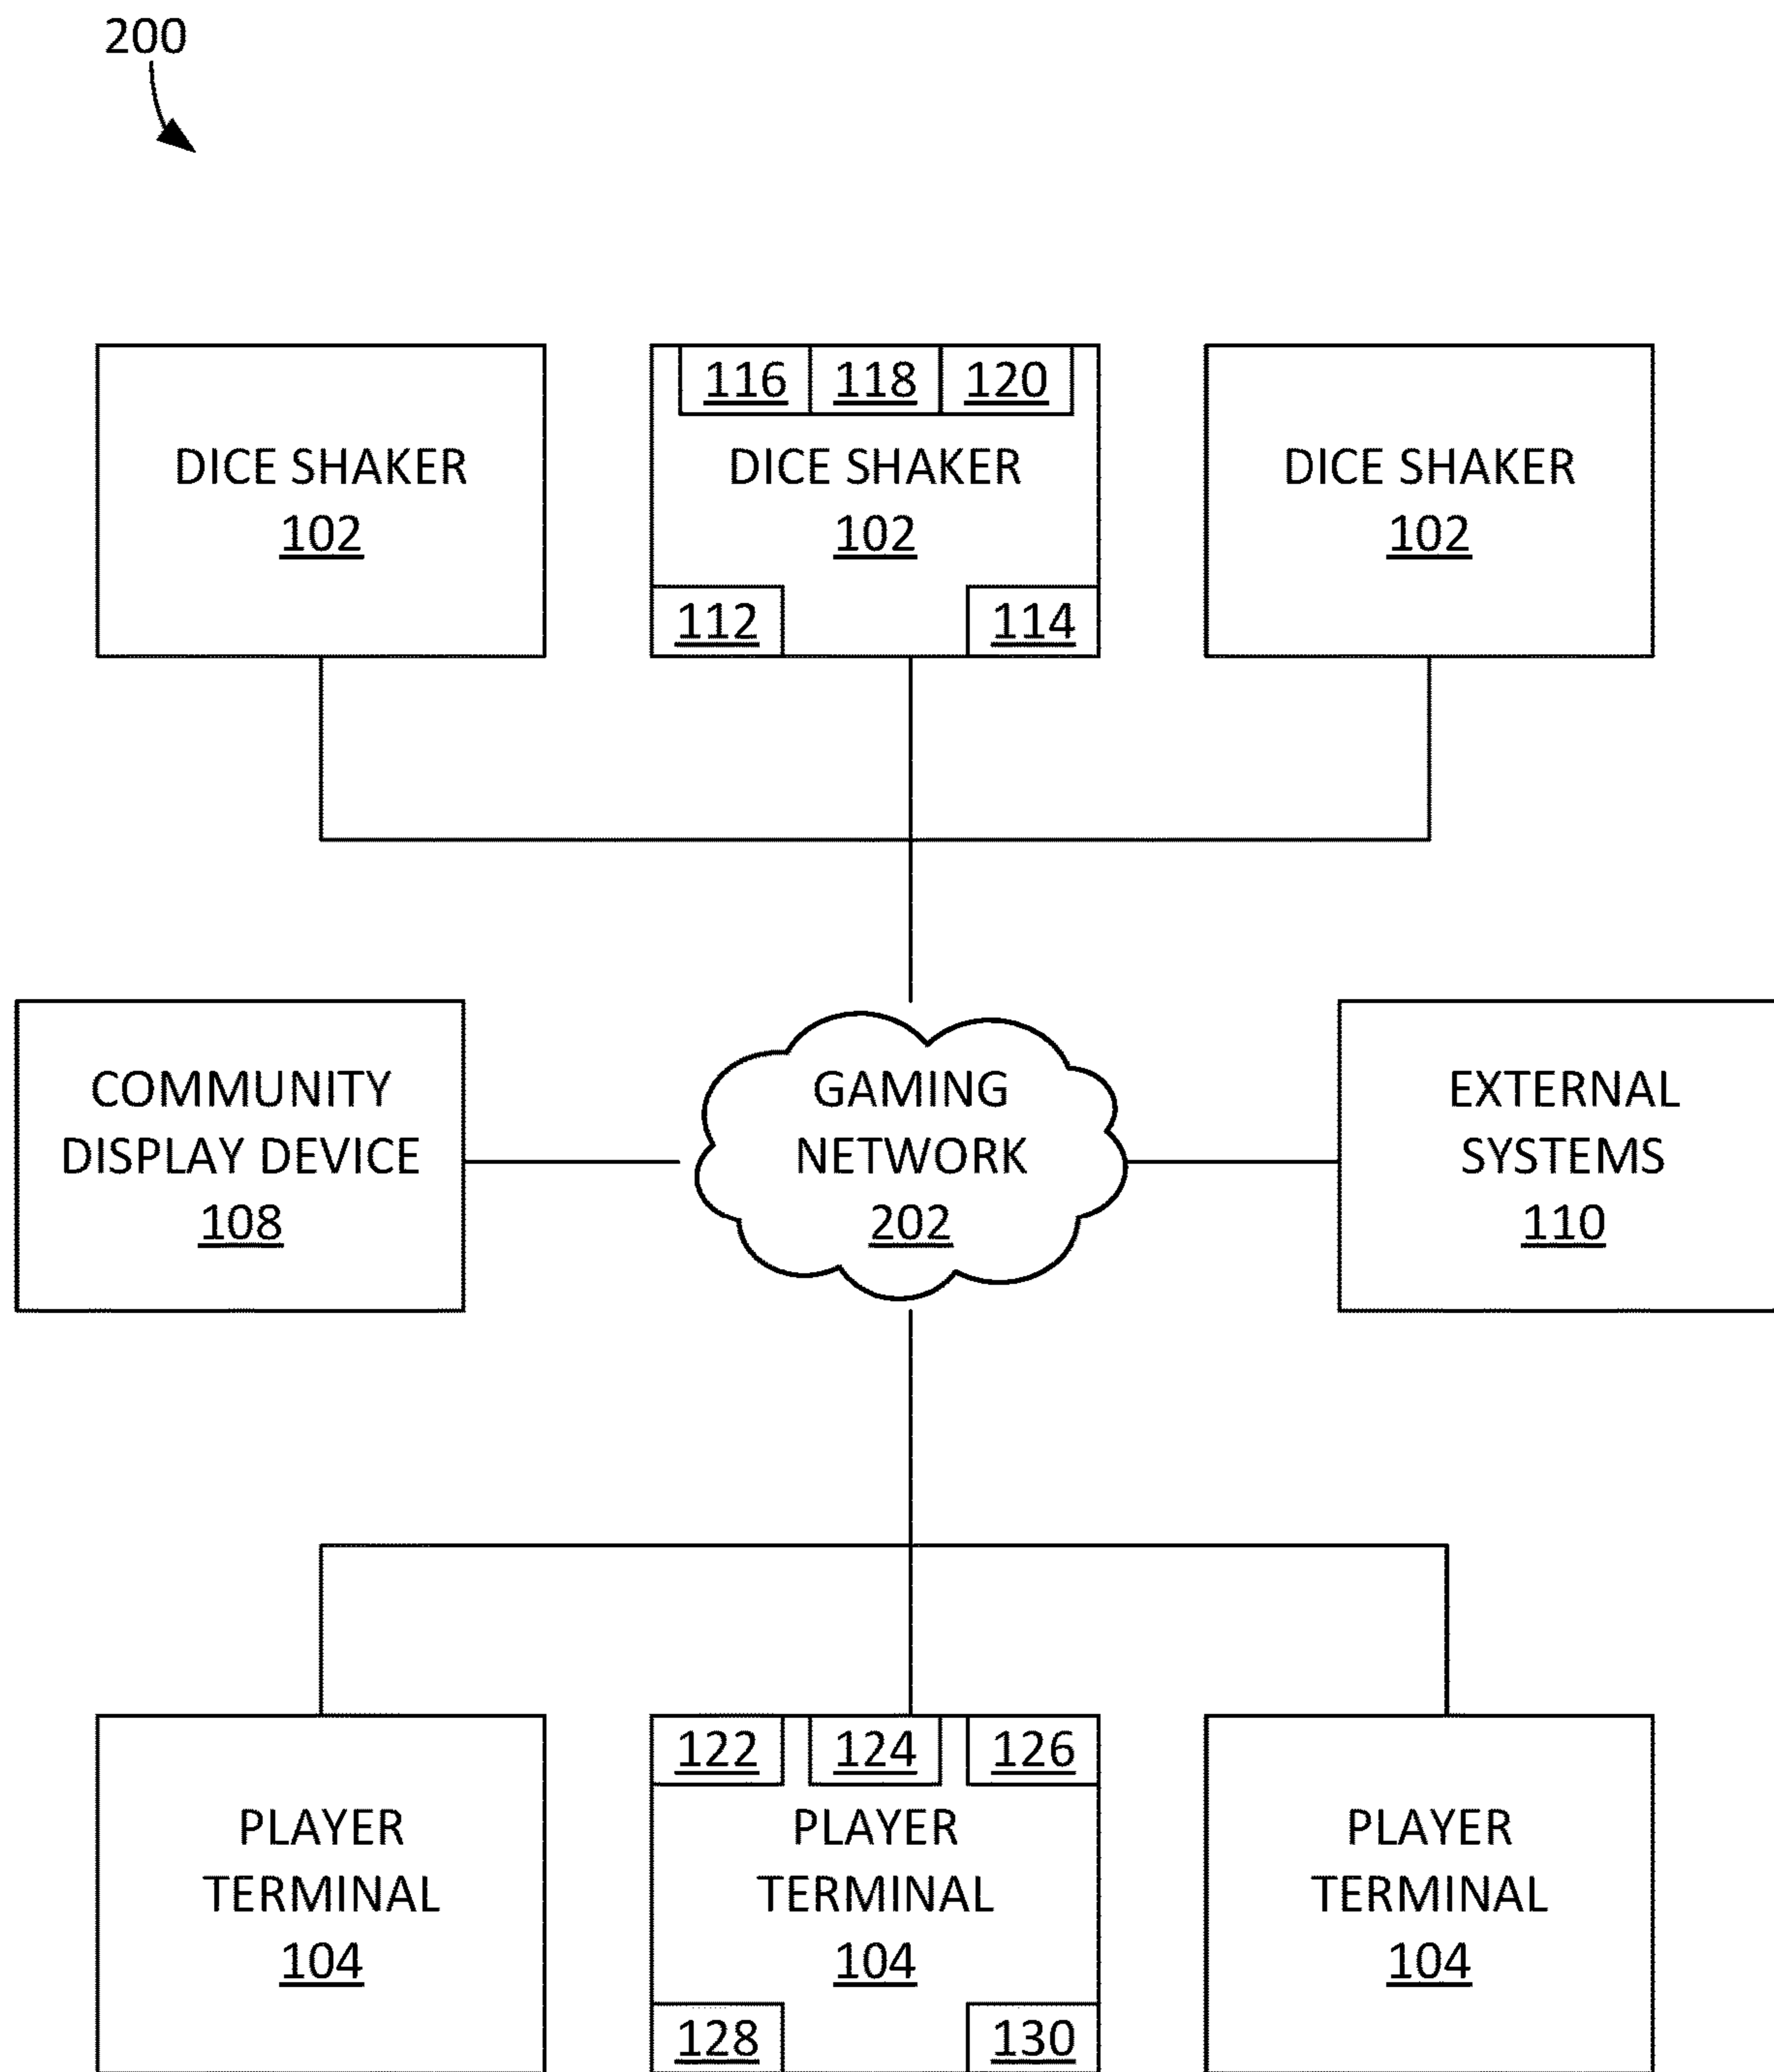 200
116 118 120
DICE SHAKER
102
DICE SHAKER
102
112 114
DICE SHAKER
102
COMMUNITY
DISPLAY DEVICE
108
GAMING
NETWORK
202
EXTERNAL
SYSTEMS
110
PLAYER
TERMINAL
104
122 124 126
PLAYER
TERMINAL
104
128 130
PLAYER
TERMINAL
104